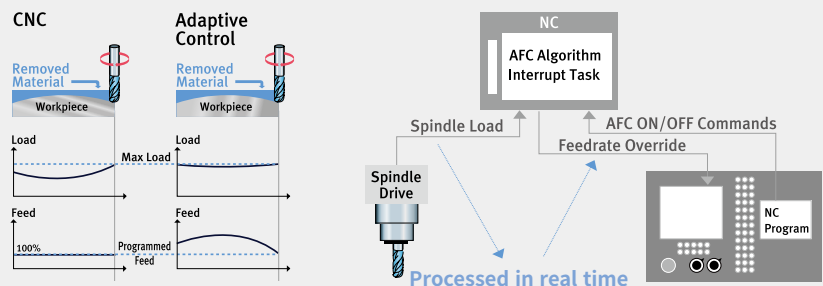 CNC
Adaptive
Control
Removed
Material
Workpiece
Removed
Material
Workpiece
Load
Max Load
Load
Feed
100%
Programmed
Feed
Feed
NC
AFC Algorithm
Interrupt Task
Spindle Load
AFC ON/OFF Commands
Feedrate Override
Spindle
Drive
NC
Program
Processed in real time